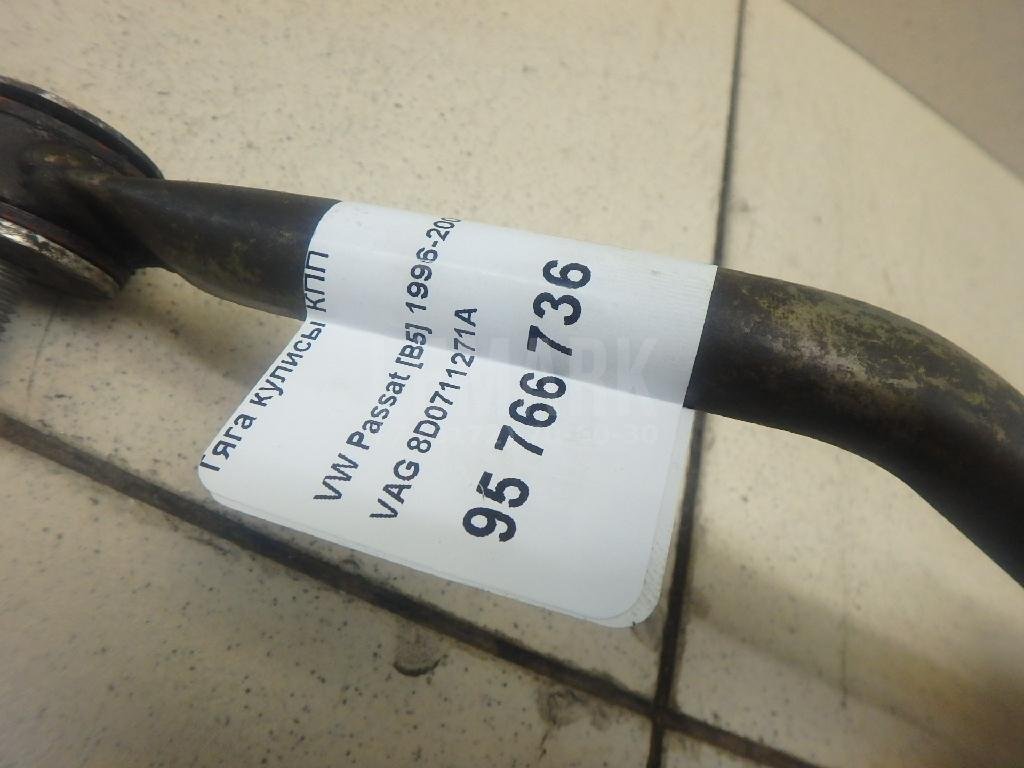 Тяга кулисы КПП
VW Passat [B5] 1996-200
VAG 8D0711271A
95 766 736